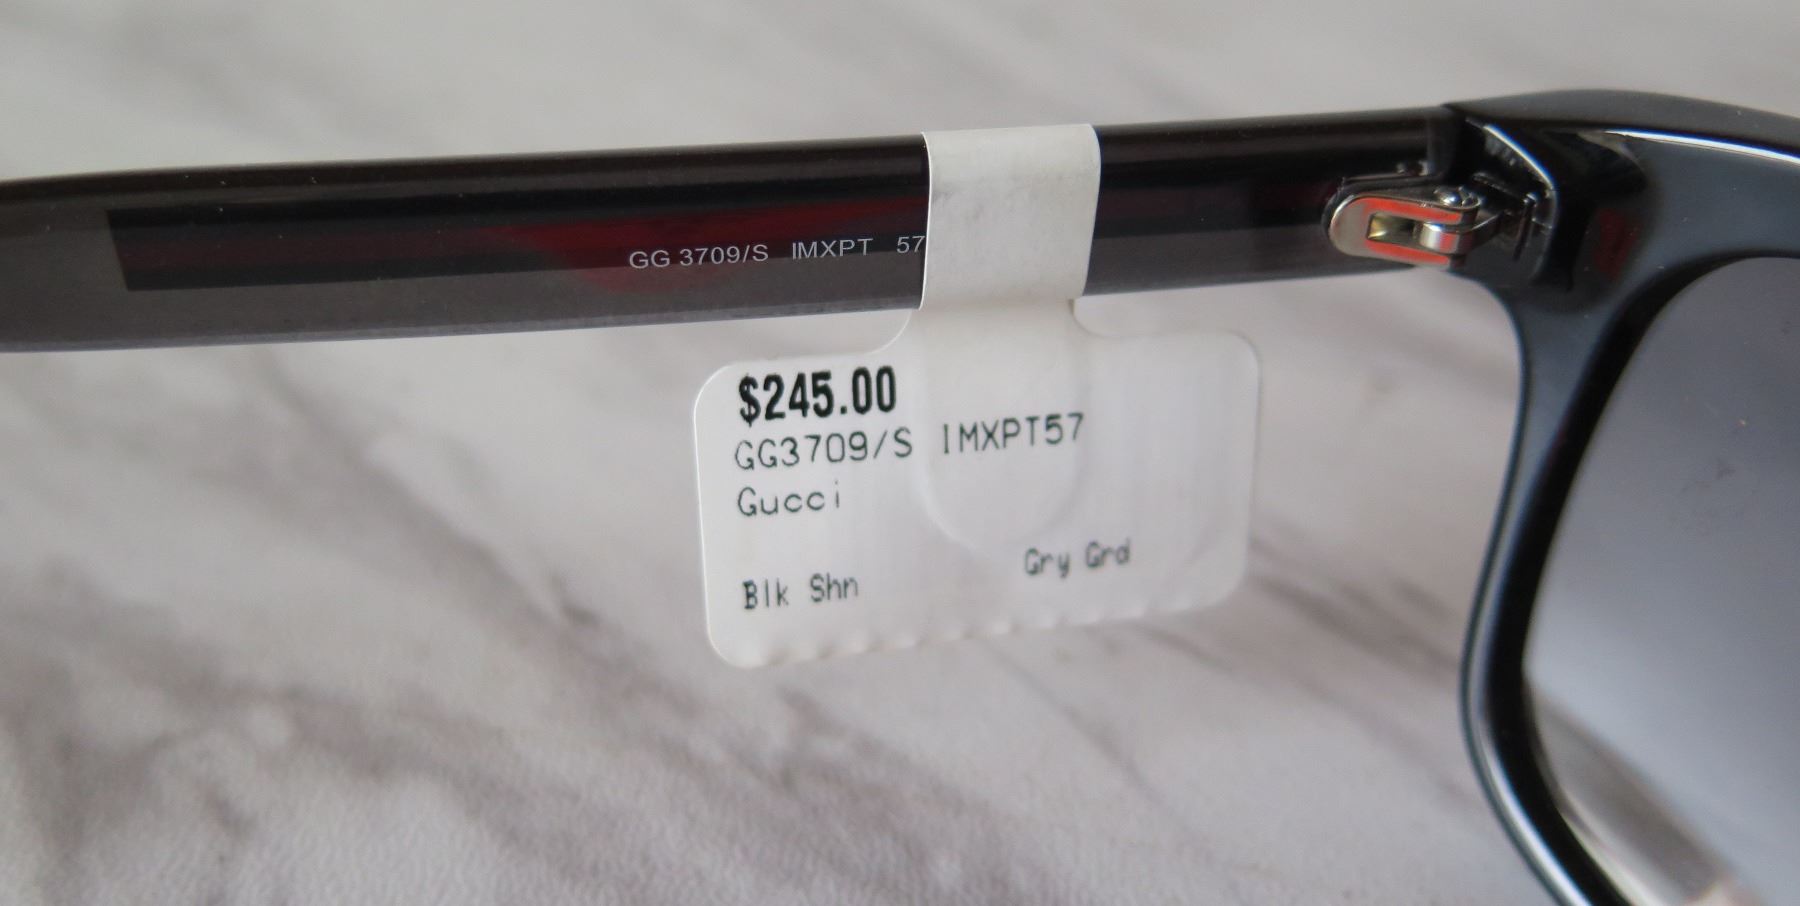 GG 3709/S IMXPT 57
$245.00
GG3709/S IMXPT57
Gucci
Blk Shn Gry Grd